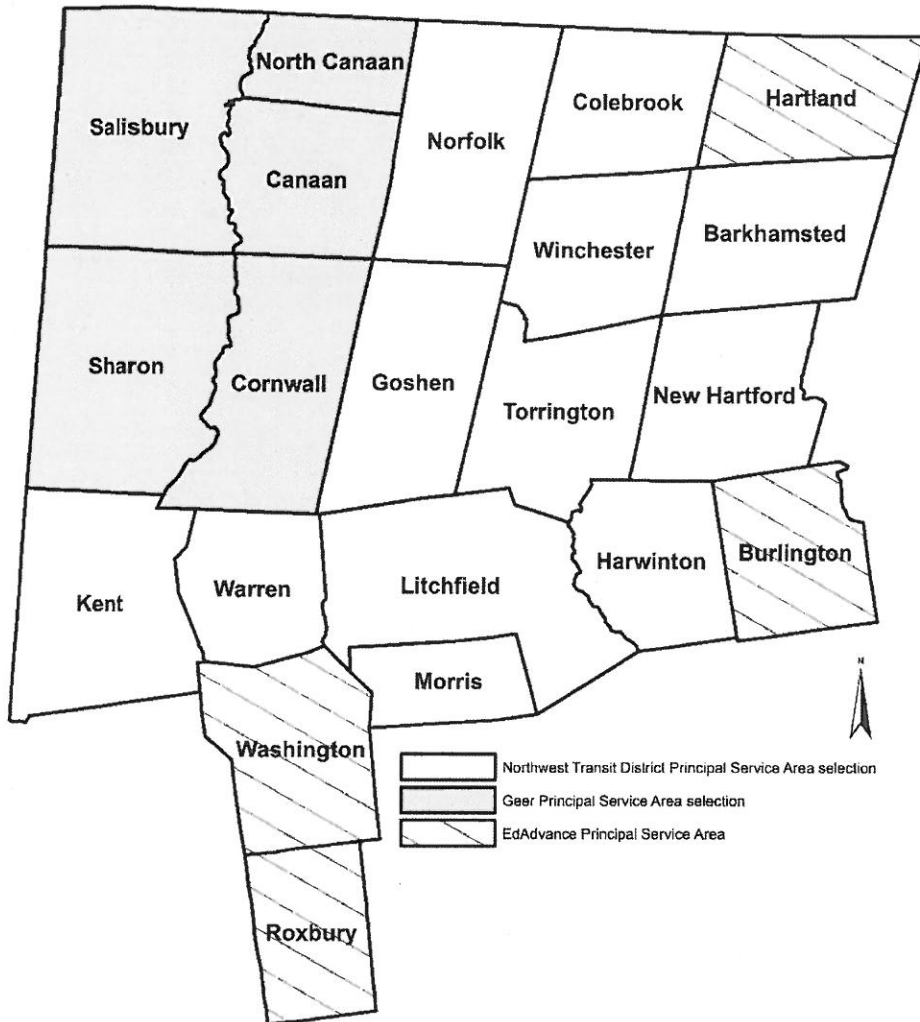 North Canaan
Colebrook
Hartland
Salisbury
Norfolk
Canaan
Winchester
Barkhamsted
Sharon
Cornwall
Goshen
Torrington
New Hartford
Kent
Warren
Litchfield
Harwinton
Burlington
Morris
N
Washington
Northwest Transit District Principal Service Area selection
Geer Principal Service Area selection
EdAdvance Principal Service Area
Roxbury